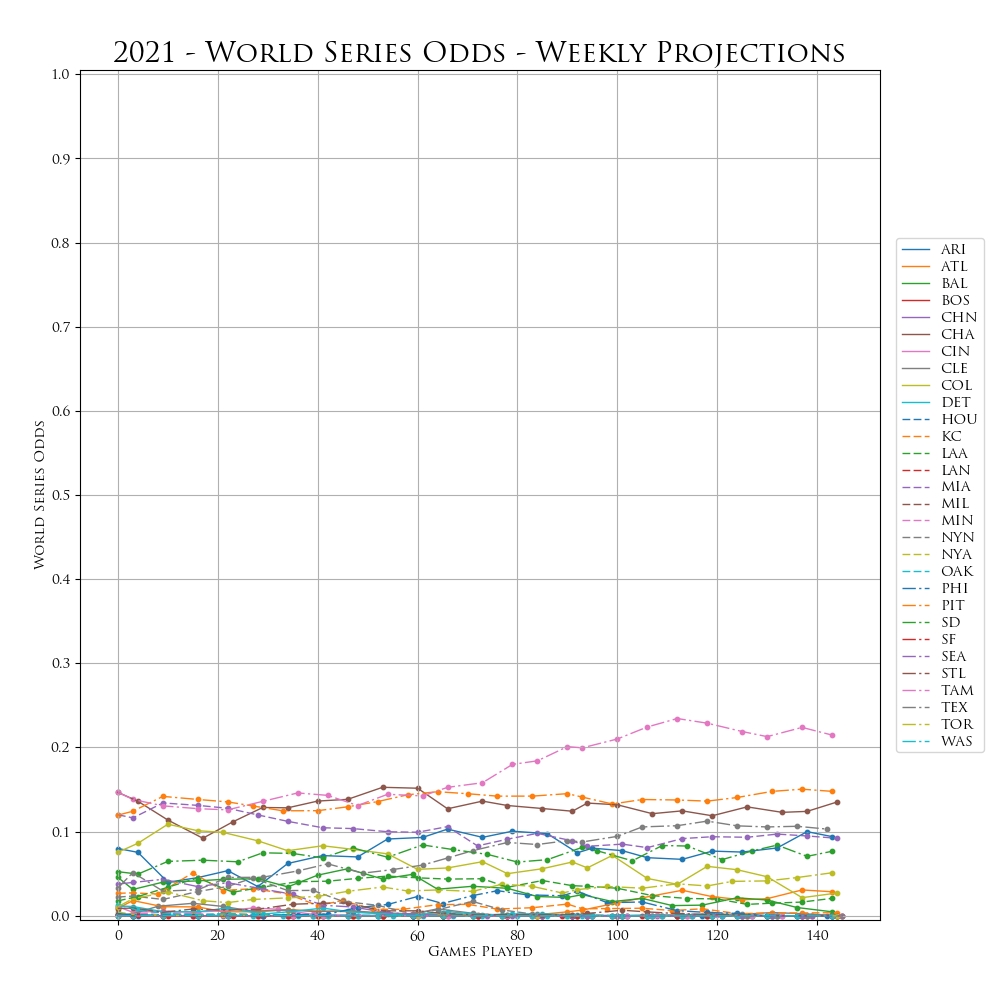 2021 - World Series Odds - Weekly Projections
1.0
0.9
0.8
0.7
0.6
0.5
0.4
0.3
0.2
0.1
0.0
World Series Odds
0 20 40 60 80 100 120 140
Games Played
ARI
ATL
BAL
BOS
CHN
CHA
CIN
CLE
COL
DET
HOU
KC
LAA
LAN
MIA
MIL
MIN
NYN
NYA
OAK
PHI
PIT
SD
SF
SEA
STL
TAM
TEX
TOR
WAS